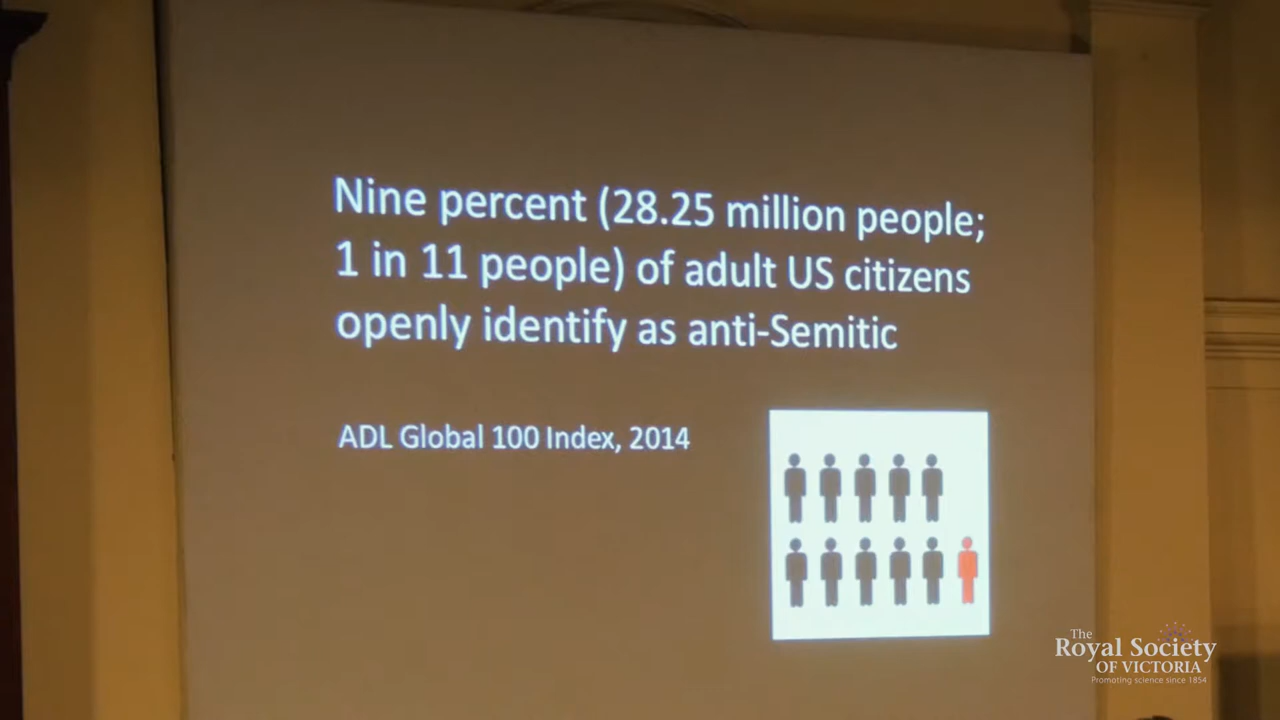 Nine percent (28.25 million people;
1 in 11 people) of adult US citizens
openly identify as anti-Semitic
ADL Global 100 Index, 2014
The
Royal Society
OF VICTORIA
Promoting science since 1854